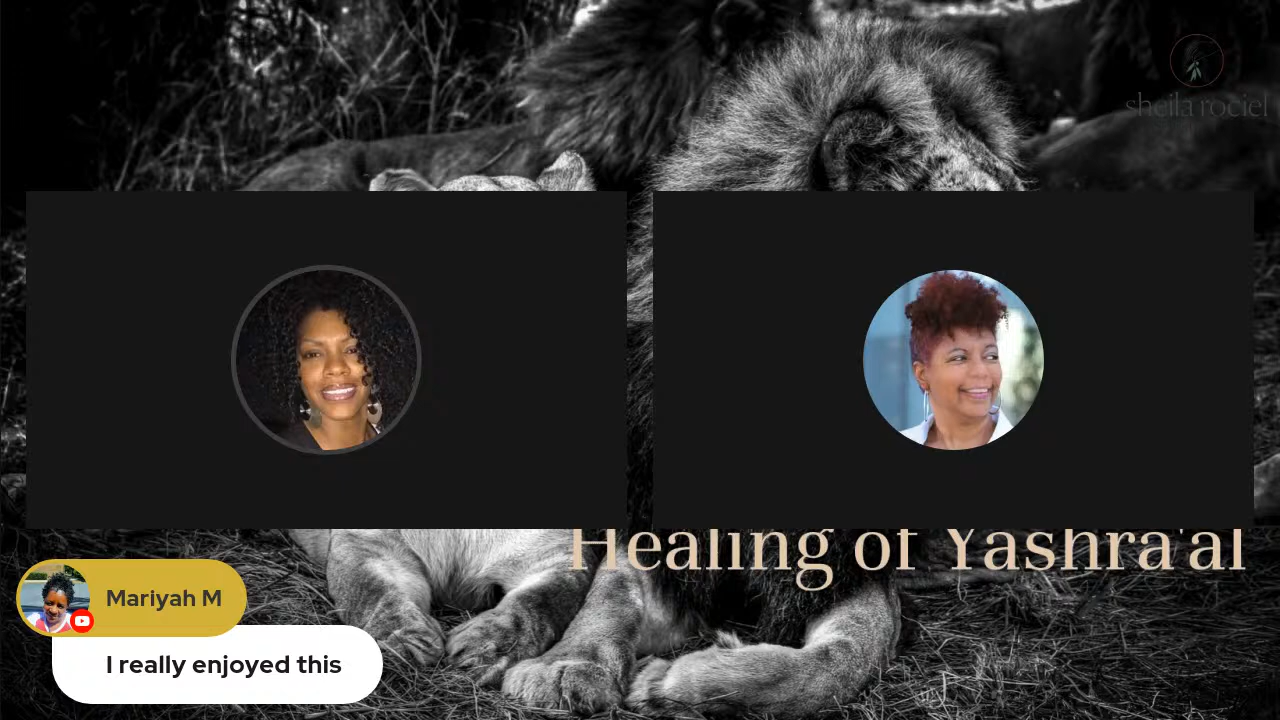 sheila rociel
Healing of Yashra'al
Mariyah M
I really enjoyed this